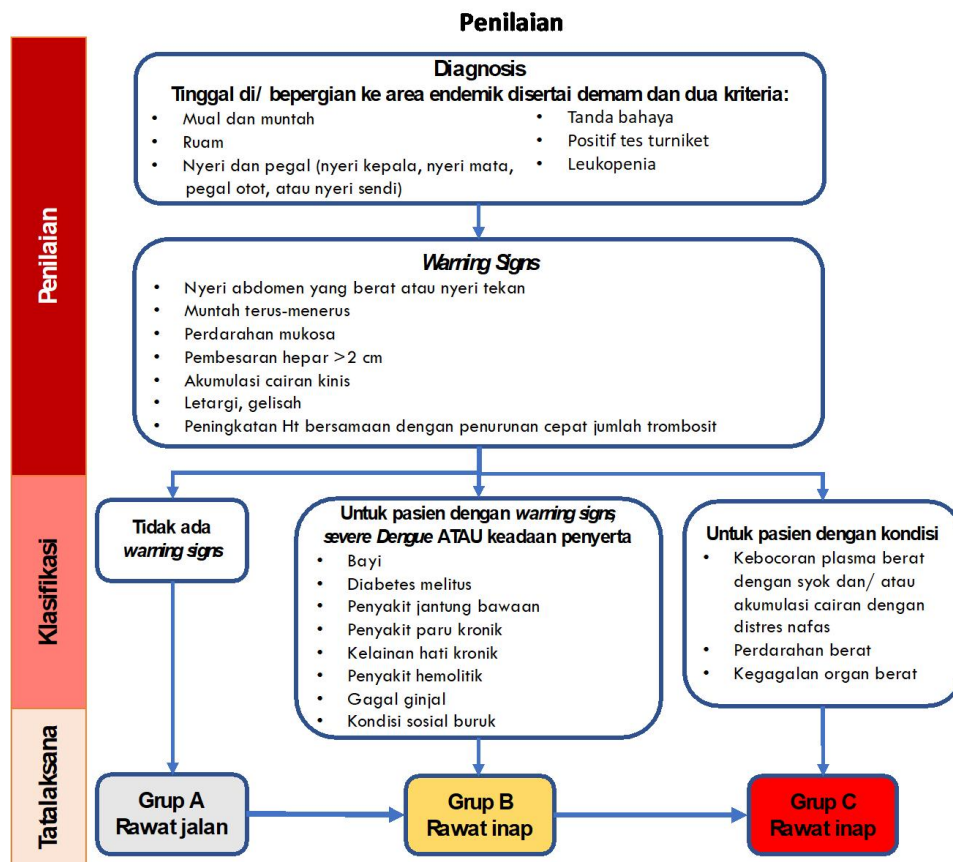 Penilaian
Penilaian
Diagnosis
Tinggal di/ bepergian ke area endemik disertai demam dan dua kriteria:
• Mual dan muntah
• Ruam
• Nyeri dan pegal (nyeri kepala, nyeri mata,
pegal otot, atau nyeri sendi)
• Tanda bahaya
• Positif tes turniket
• Leukopenia
Warning Signs
• Nyeri abdomen yang berat atau nyeri tekan
• Muntah terus-menerus
• Perdarahan mukosa
• Pembesaran hepar >2 cm
• Akumulasi cairan kinis
• Letargi, gelisah
• Peningkatan Ht bersamaan dengan penurunan cepat jumlah trombosit
Klasifikasi
Tidak ada
warning signs
Untuk pasien dengan warning signs,
severe Dengue ATAU keadaan penyerta
• Bayi
• Diabetes melitus
• Penyakit jantung bawaan
• Penyakit paru kronik
• Kelainan hati kronik
• Penyakit hemolitik
• Gagal ginjal
• Kondisi sosial buruk
Untuk pasien dengan kondisi
• Kebocoran plasma berat
dengan syok dan/ atau
akumulasi cairan dengan
distres nafas
• Perdarahan berat
• Kegagalan organ berat
Tatalaksana
Grup A
Rawat jalan
Grup B
Rawat inap
Grup C
Rawat inap